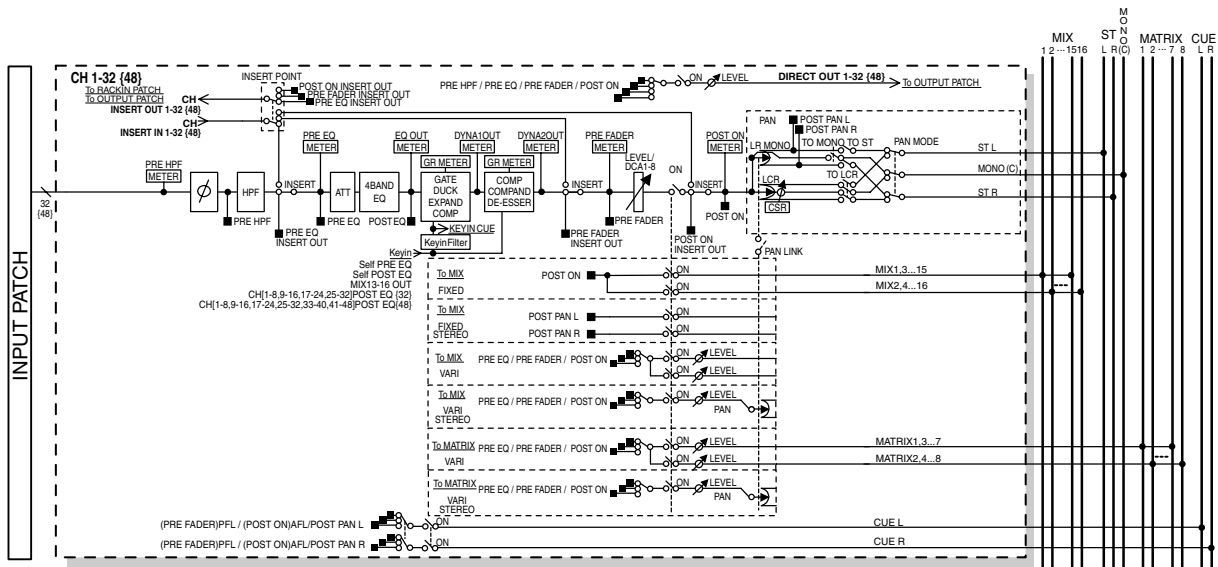 MONO
MIX ST (C) MATRIX CUE
1 2 ··· 15 16 L R (C) 1 2 ··· 7 8 L R
INPUT PATCH
32
{48}
CH 1-32 {48}
To RACKIN PATCH
To OUTPUT PATCH
CH
INSERT OUT 1-32 {48}
CH
INSERT IN 1-32 {48}
INSERT POINT
POST ON INSERT OUT
PRE FADER INSERT OUT
PRE EQ INSERT OUT
PRE HPF / PRE EQ / PRE FADER / POST ON
ON
LEVEL
DIRECT OUT 1-32 {48}
To OUTPUT PATCH
PRE HPF
METER
Ø
PRE HPF
HPF
INSERT
PRE EQ
INSERT OUT
PRE EQ
METER
PRE EQ
ATT
4BAND
EQ
EQ OUT
METER
POST EQ
DYNA1OUT
METER
GR METER
GATE
DUCK
EXPAND
COMP
KEYIN CUE
Keyin Filter
Keyin
DYNA2OUT
METER
GR METER
COMP
COMPAND
DE-ESSER
INSERT
PRE FADER
INSERT OUT
PRE FADER
METER
PRE FADER
LEVEL/
DCA1-8
ON
INSERT
POST ON
INSERT OUT
POST ON
METER
POST ON
PAN
POST PAN L
POST PAN R
LR MONO
TO MONO TO ST
PAN MODE
LCR
TO LCR
CSR
ST L
MONO (C)
ST R
PAN LINK
Self PRE EQ
Self POST EQ
MIX13-16 OUT
CH[1-8,9-16,17-24,25-32]POST EQ {32}
CH[1-8,9-16,17-24,25-32,33-40,41-48]POST EQ{48}
To MIX
FIXED
POST ON
ON
ON
MIX1,3...15
MIX2,4...16
To MIX
FIXED
STEREO
POST PAN L
POST PAN R
ON
ON
To MIX
VARI
PRE EQ / PRE FADER / POST ON
ON
LEVEL
ON
LEVEL
To MIX
VARI
STEREO
PRE EQ / PRE FADER / POST ON
ON
LEVEL
PAN
To MATRIX
VARI
PRE EQ / PRE FADER / POST ON
ON
LEVEL
ON
LEVEL
MATRIX1,3...7
MATRIX2,4...8
To MATRIX
VARI
STEREO
PRE EQ / PRE FADER / POST ON
ON
LEVEL
PAN
(PRE FADER)PFL / (POST ON)AFL/POST PAN L
ON
CUE L
(PRE FADER)PFL / (POST ON)AFL/POST PAN R
ON
CUE R